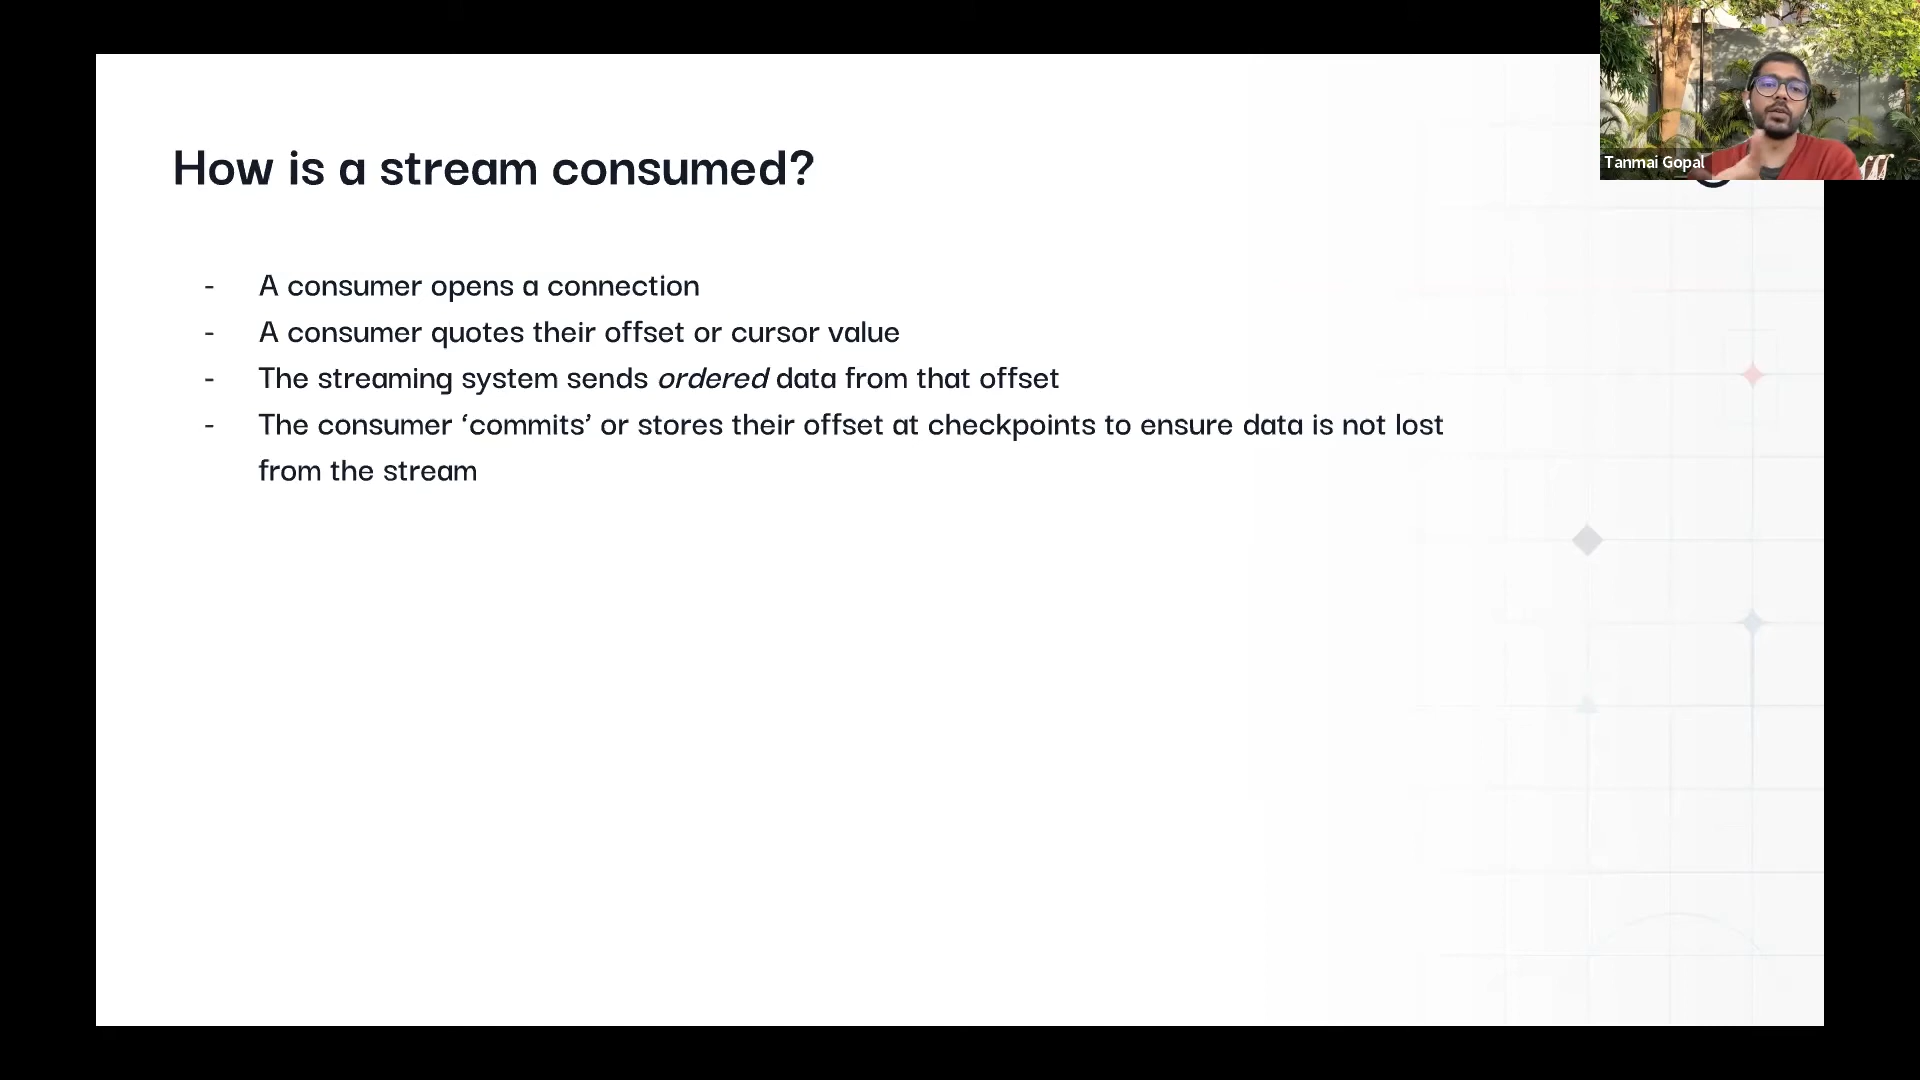 How is a stream consumed?
Tanmai Gopal
- A consumer opens a connection
- A consumer quotes their offset or cursor value
- The streaming system sends ordered data from that offset
- The consumer ‘commits’ or stores their offset at checkpoints to ensure data is not lost
from the stream